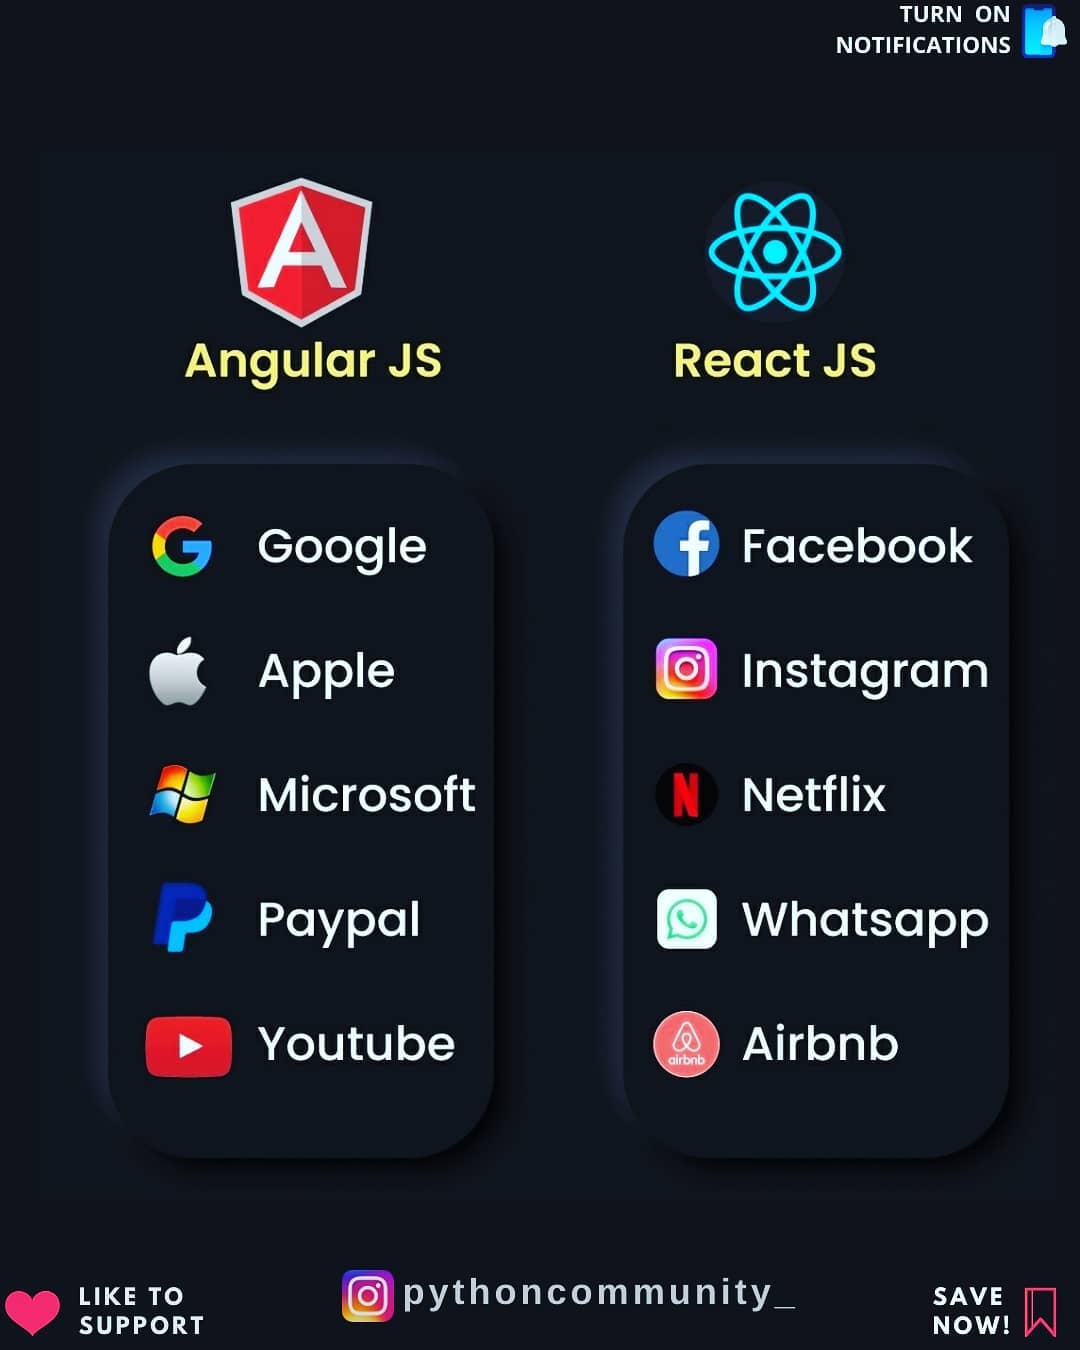 TURN ON
NOTIFICATIONS
Angular JS
React JS
Google
Apple
Microsoft
Paypal
Youtube
Facebook
Instagram
Netflix
Whatsapp
airbnb
Airbnb
LIKE TO
SUPPORT
pythoncommunity_
SAVE
NOW!